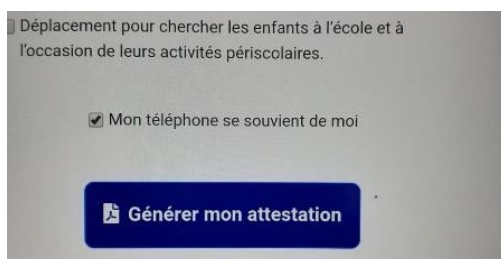 Déplacement pour chercher les enfants à l'école et à
l'occasion de leurs activités périscolaires.
Mon téléphone se souvient de moi
Générer mon attestation